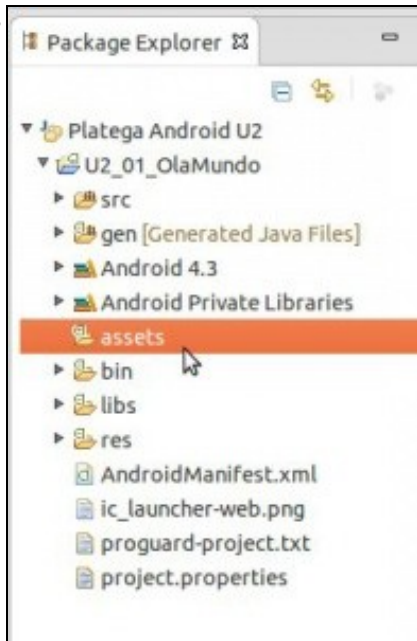 Package Explorer
Platega Android U2
U2_01_OlaMundo
src
gen [Generated Java Files]
Android 4.3
Android Private Libraries
assets
bin
libs
res
AndroidManifest.xml
ic_launcher-web.png
proguard-project.txt
project.properties